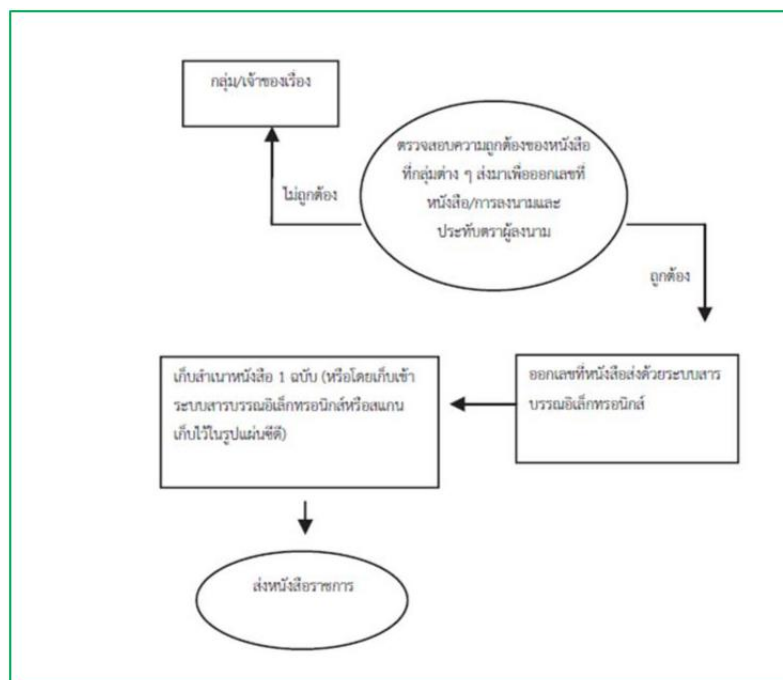 กลุ่ม/เจ้าของเรื่อง
ตรวจสอบความถูกต้องของหนังสือ
ที่กลุ่มต่าง ๆ ส่งมาเพื่อออกเลขที่
หนังสือ/การลงนามและ
ประทับตราผู้ลงนาม
ไม่ถูกต้อง
ถูกต้อง
ออกเลขที่หนังสือส่งด้วยระบบสาร
บรรณอิเล็กทรอนิกส์
เก็บสำเนาหนังสือ 1 ฉบับ (หรือโดยเก็บเข้า
ระบบสารบรรณอิเล็กทรอนิกส์หรือสแกน
เก็บไว้ในรูปแผ่นซีดี)
ส่งหนังสือราชการ